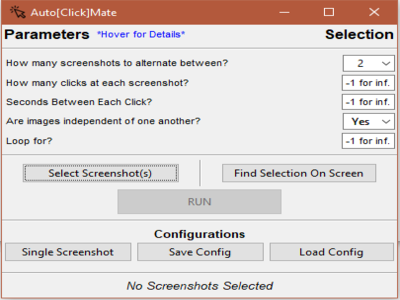 Auto[Click]Mate
Parameters *Hover for Details* Selection
How many screenshots to alternate between? 2
How many clicks at each screenshot? -1 for inf.
Seconds Between Each Click? -1 for inf.
Are images independent of one another? Yes
Loop for? -1 for inf.
Select Screenshot(s) Find Selection On Screen
RUN
Configurations
Single Screenshot Save Config Load Config
No Screenshots Selected